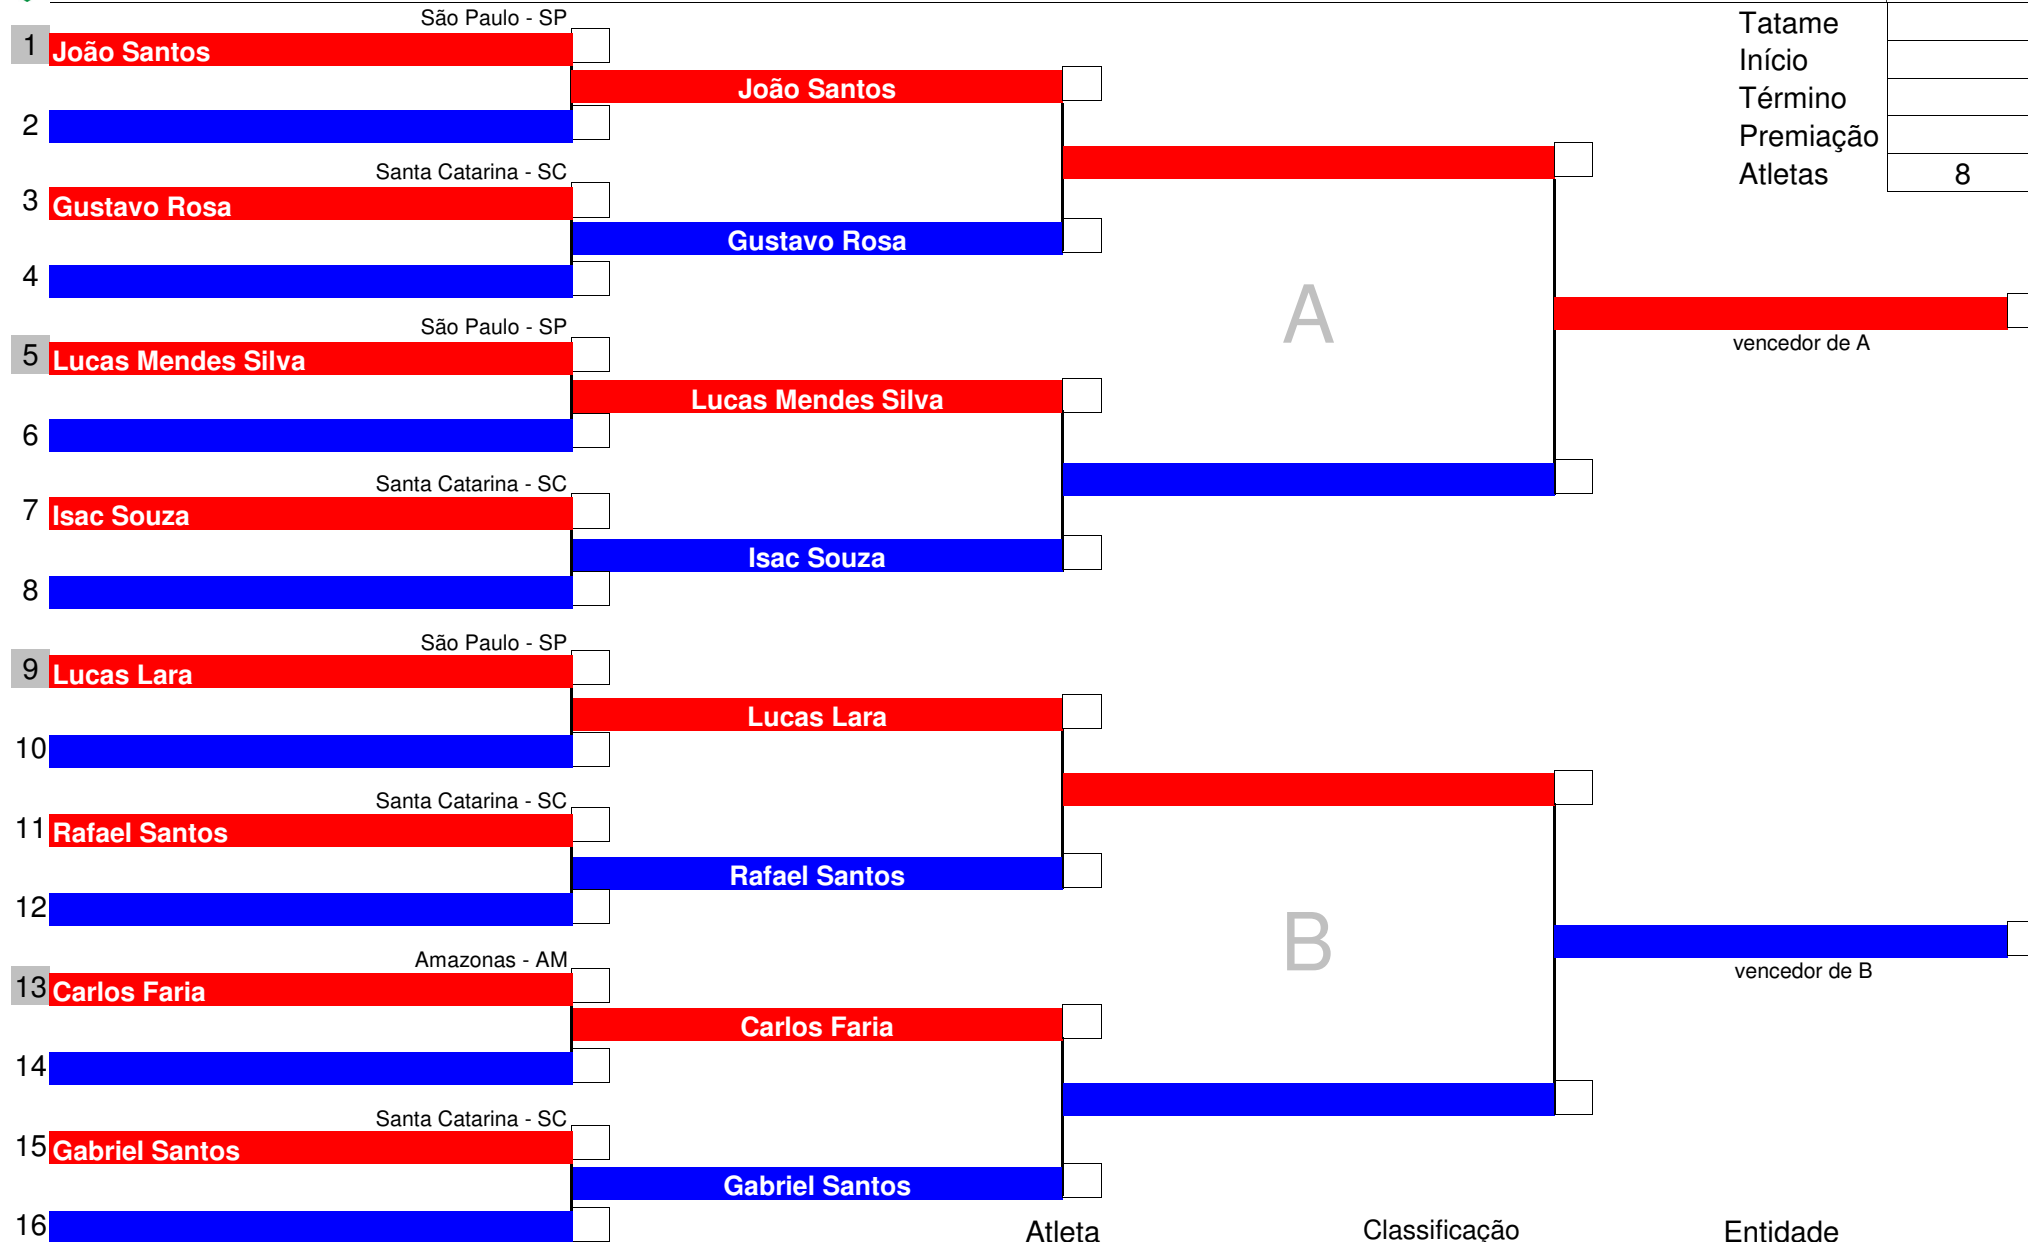 São Paulo - SP
1 João Santos
João Santos
2
Santa Catarina - SC
3 Gustavo Rosa
Gustavo Rosa
4
São Paulo - SP
5 Lucas Mendes Silva
Lucas Mendes Silva
6
Santa Catarina - SC
7 Isac Souza
Isac Souza
8
A
vencedor de A
Tatame
Início
Término
Premiação
Atletas 8
São Paulo - SP
9 Lucas Lara
Lucas Lara
10
Santa Catarina - SC
11 Rafael Santos
Rafael Santos
12
Amazonas - AM
13 Carlos Faria
Carlos Faria
14
Santa Catarina - SC
15 Gabriel Santos
Gabriel Santos
16
B
vencedor de B
Atleta Classificação Entidade